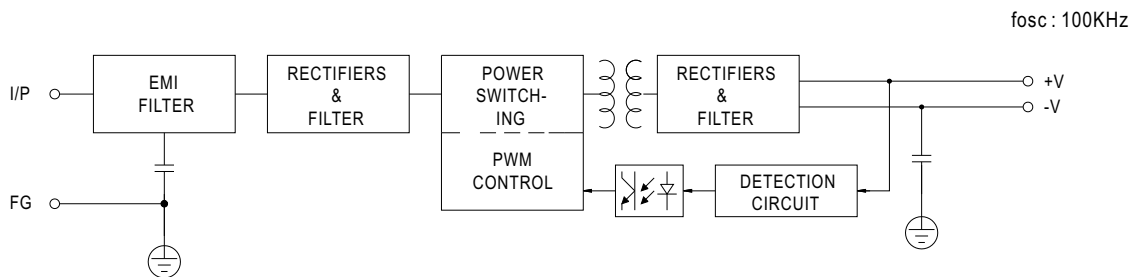 fosc : 100KHz
I/P
EMI
FILTER
RECTIFIERS
&
FILTER
POWER
SWITCH-
ING
PWM
CONTROL
RECTIFIERS
&
FILTER
+V
-V
DETECTION
CIRCUIT
FG